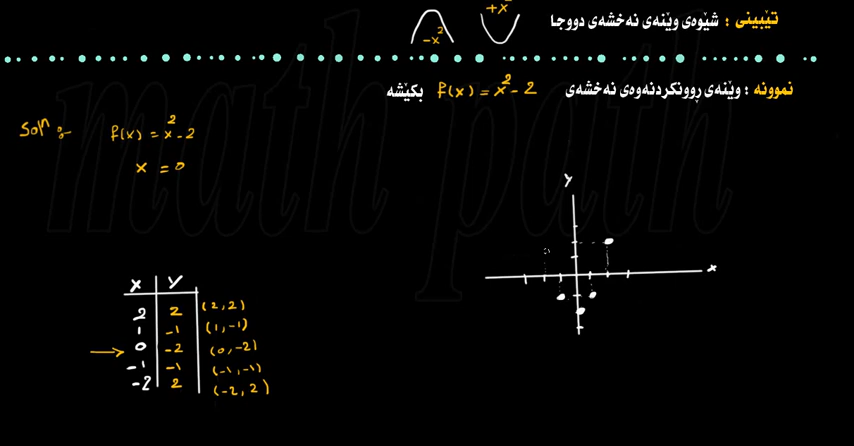 تێبینی : شێوەی وێنەی نەخشەی دووجا
-x²
+x²
نموونە : وێنەی ڕوونکردنەوەی نەخشەی f(x) = x² - 2 بکێشە
Soln :-
f(x) = x² - 2
x = 0
x y
2 2 (2, 2)
1 -1 (1, -1)
0 -2 (0, -2)
-1 -1 (-1, -1)
-2 2 (-2, 2)
y
x
math path